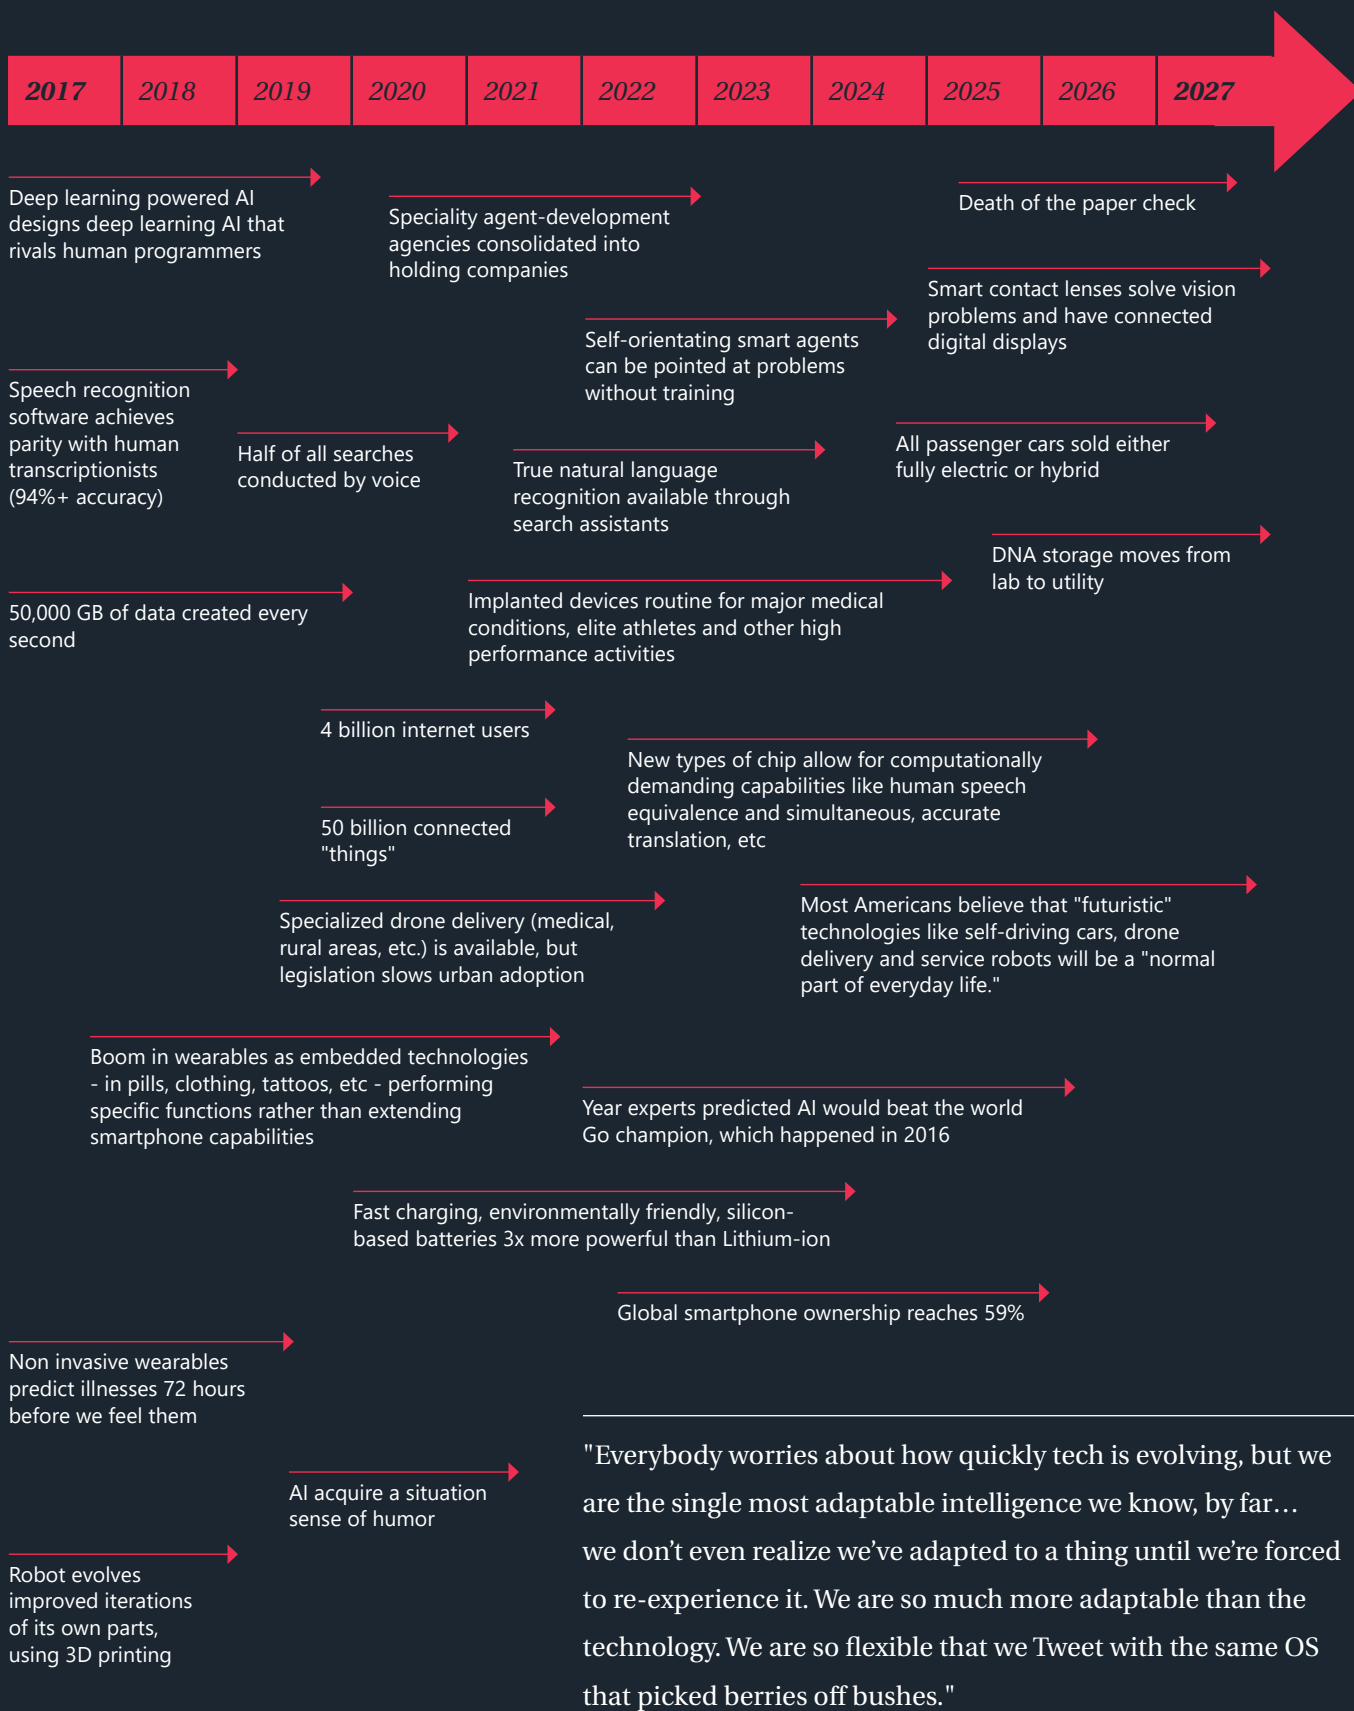 2017 2018 2019 2020 2021 2022 2023 2024 2025 2026 2027
Deep learning powered AI
designs deep learning AI that
rivals human programmers
Speciality agent-development
agencies consolidated into
holding companies
Death of the paper check
Smart contact lenses solve vision
problems and have connected
digital displays
Self-orientating smart agents
can be pointed at problems
without training
Speech recognition
software achieves
parity with human
transcriptionists
(94%+ accuracy)
Half of all searches
conducted by voice
True natural language
recognition available through
search assistants
All passenger cars sold either
fully electric or hybrid
DNA storage moves from
lab to utility
50,000 GB of data created every
second
Implanted devices routine for major medical
conditions, elite athletes and other high
performance activities
4 billion internet users
New types of chip allow for computationally
demanding capabilities like human speech
equivalence and simultaneous, accurate
translation, etc
50 billion connected
"things"
Specialized drone delivery (medical,
rural areas, etc.) is available, but
legislation slows urban adoption
Most Americans believe that "futuristic"
technologies like self-driving cars, drone
delivery and service robots will be a "normal
part of everyday life."
Boom in wearables as embedded technologies
- in pills, clothing, tattoos, etc - performing
specific functions rather than extending
smartphone capabilities
Year experts predicted AI would beat the world
Go champion, which happened in 2016
Fast charging, environmentally friendly, silicon-
based batteries 3x more powerful than Lithium-ion
Global smartphone ownership reaches 59%
Non invasive wearables
predict illnesses 72 hours
before we feel them
AI acquire a situation
sense of humor
Robot evolves
improved iterations
of its own parts,
using 3D printing
"Everybody worries about how quickly tech is evolving, but we
are the single most adaptable intelligence we know, by far…
we don’t even realize we’ve adapted to a thing until we’re forced
to re-experience it. We are so much more adaptable than the
technology. We are so flexible that we Tweet with the same OS
that picked berries off bushes."